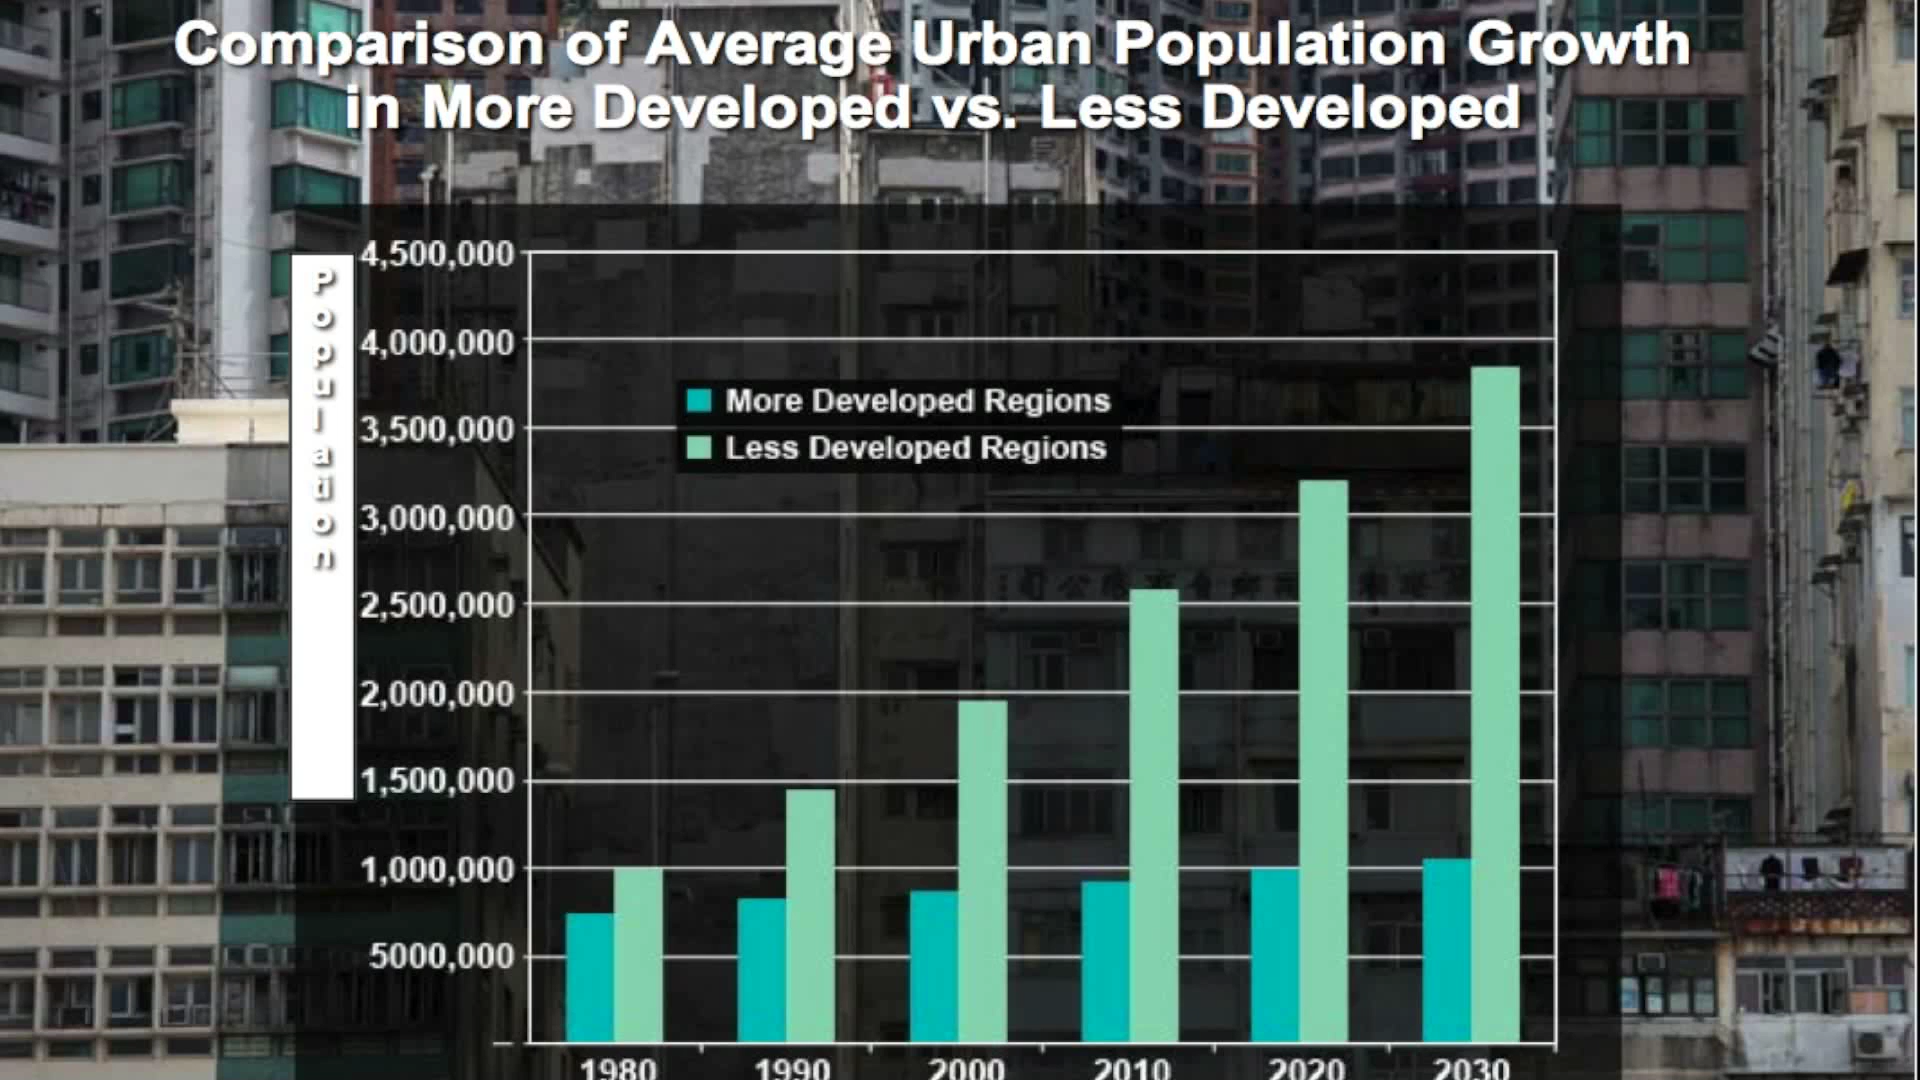 Comparison of Average Urban Population Growth
in More Developed vs. Less Developed
Population
4,500,000
4,000,000
3,500,000
3,000,000
2,500,000
2,000,000
1,500,000
1,000,000
5000,000
–
More Developed Regions
Less Developed Regions
1980 1990 2000 2010 2020 2030